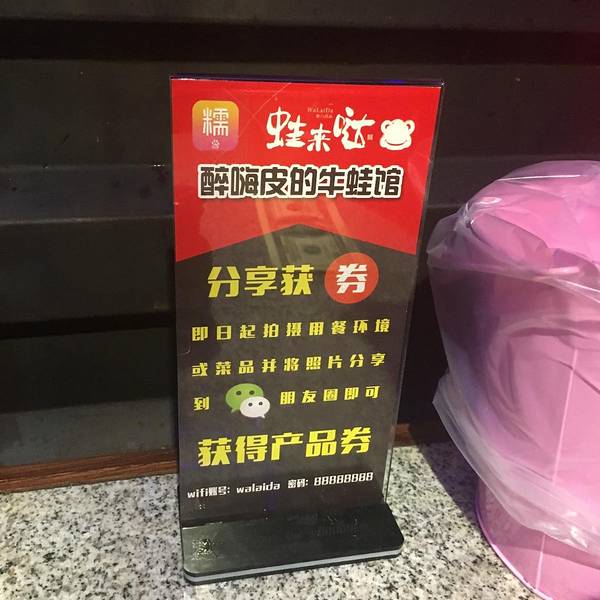 糯
WaLaiDa
蛙来哒
醉嗨皮的牛蛙馆
分享获 券
即日起拍摄用餐环境
或菜品并將照片分享
到 朋友圈即可
获得产品券
wifi账号: walaida 密码: 88888888